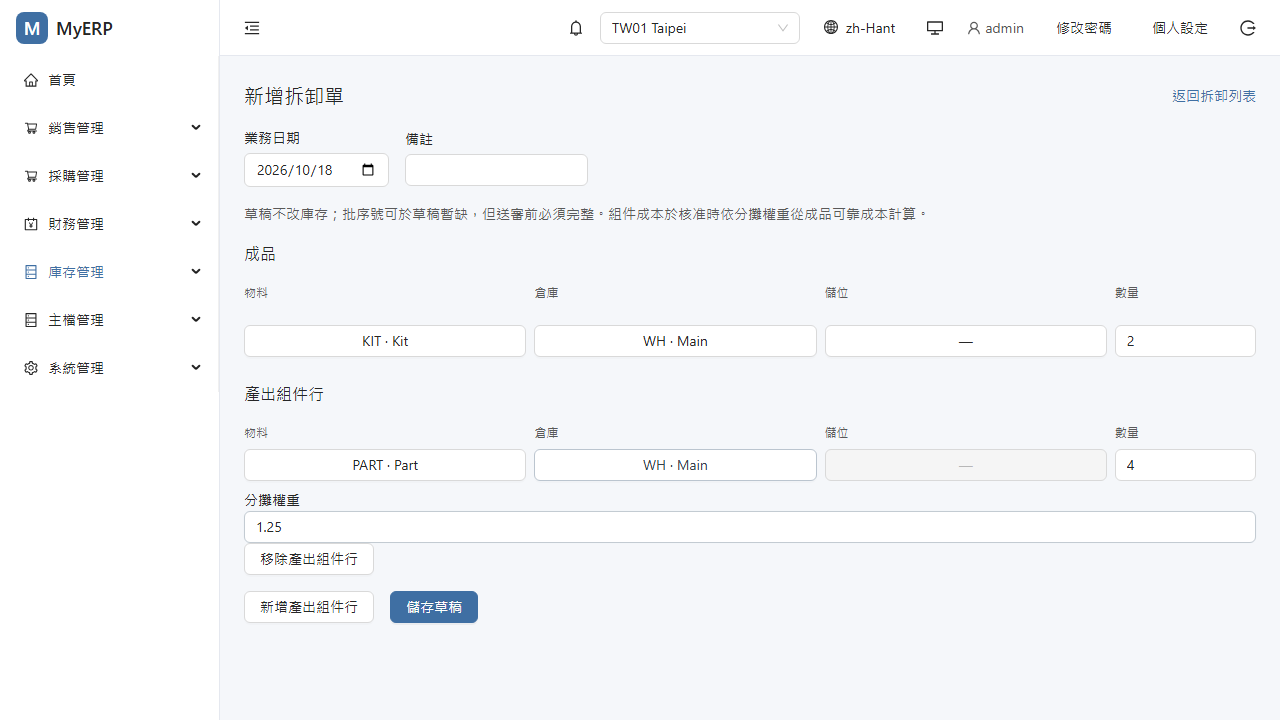 M MyERP
TW01 Taipei
zh-Hant
admin
修改密碼
個人設定
首頁
銷售管理
採購管理
財務管理
庫存管理
主檔管理
系統管理
新增拆卸單
返回拆卸列表
業務日期
備註
2026/10/18
草稿不改庫存；批序號可於草稿暫缺，但送審前必須完整。組件成本於核准時依分攤權重從成品可靠成本計算。
成品
物料 倉庫 儲位 數量
KIT · Kit WH · Main — 2
產出組件行
物料 倉庫 儲位 數量
PART · Part WH · Main — 4
分攤權重
1.25
移除產出組件行
新增產出組件行 儲存草稿